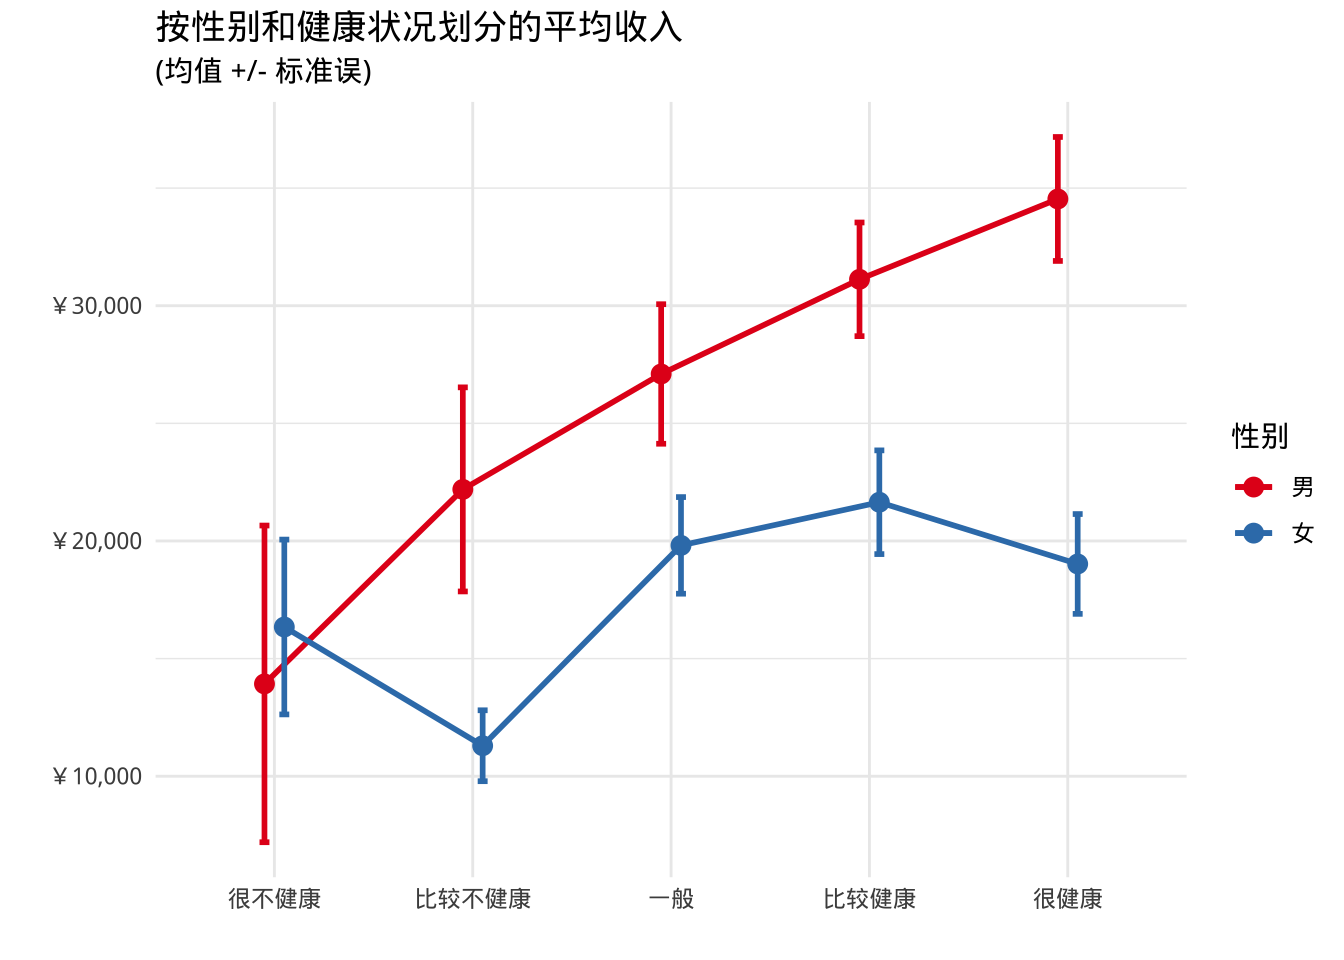 按性别和健康状况划分的平均收入
(均值 +/- 标准误)
¥30,000
¥20,000
¥10,000
很不健康
比较不健康
一般
比较健康
很健康
性别
男
女